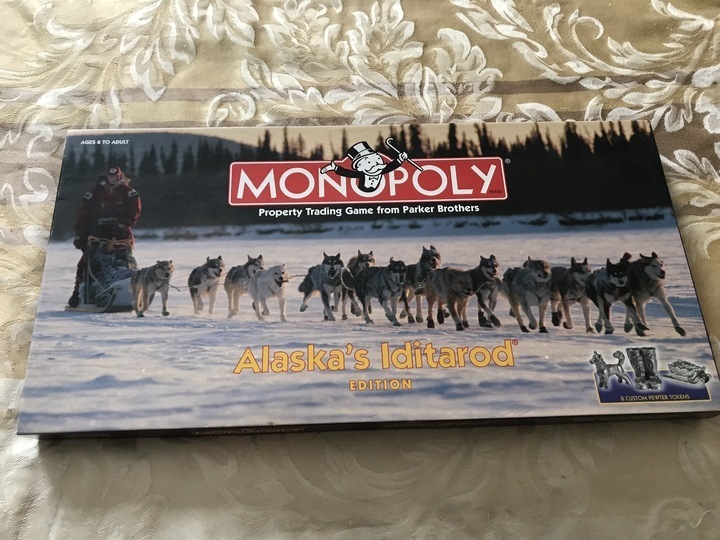 AGES 8 TO ADULT
MONOPOLY®
Property Trading Game from Parker Brothers
Alaska's Iditarod®
EDITION
8 CUSTOM PEWTER TOKENS